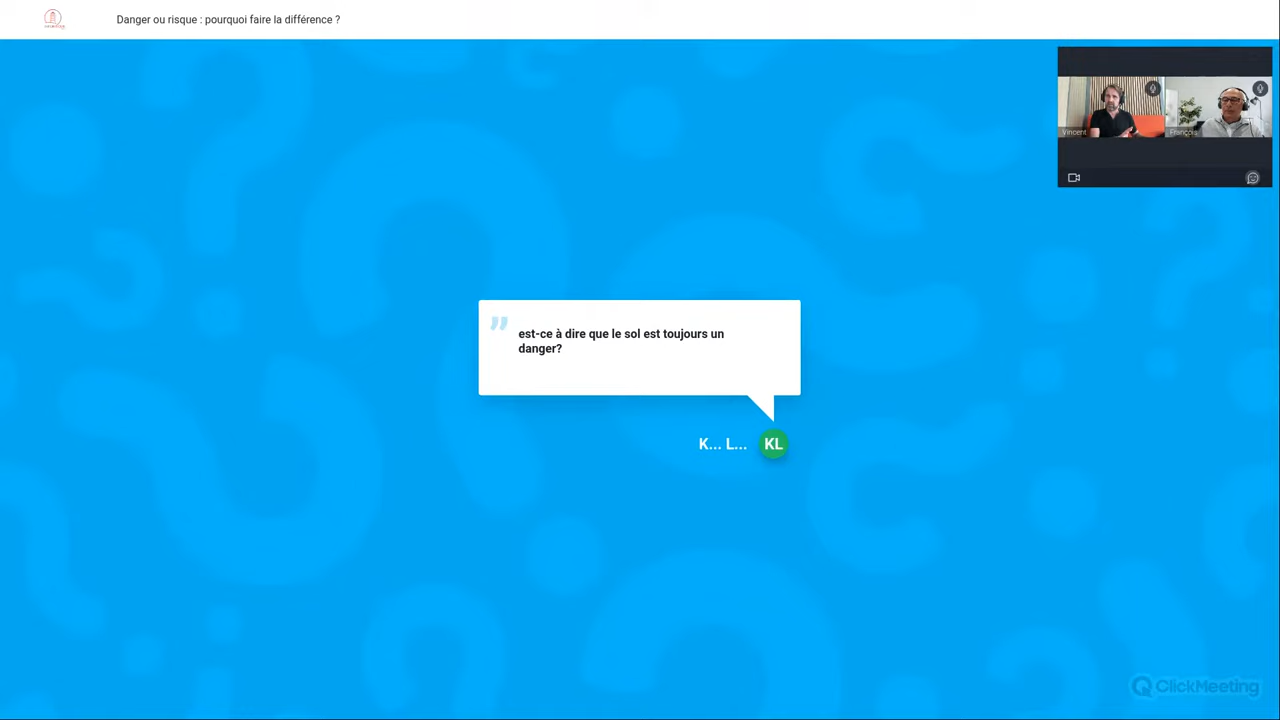 Danger ou risque : pourquoi faire la différence ?
Vincent
François
est-ce à dire que le sol est toujours un
danger?
K... L...
KL
ClickMeeting